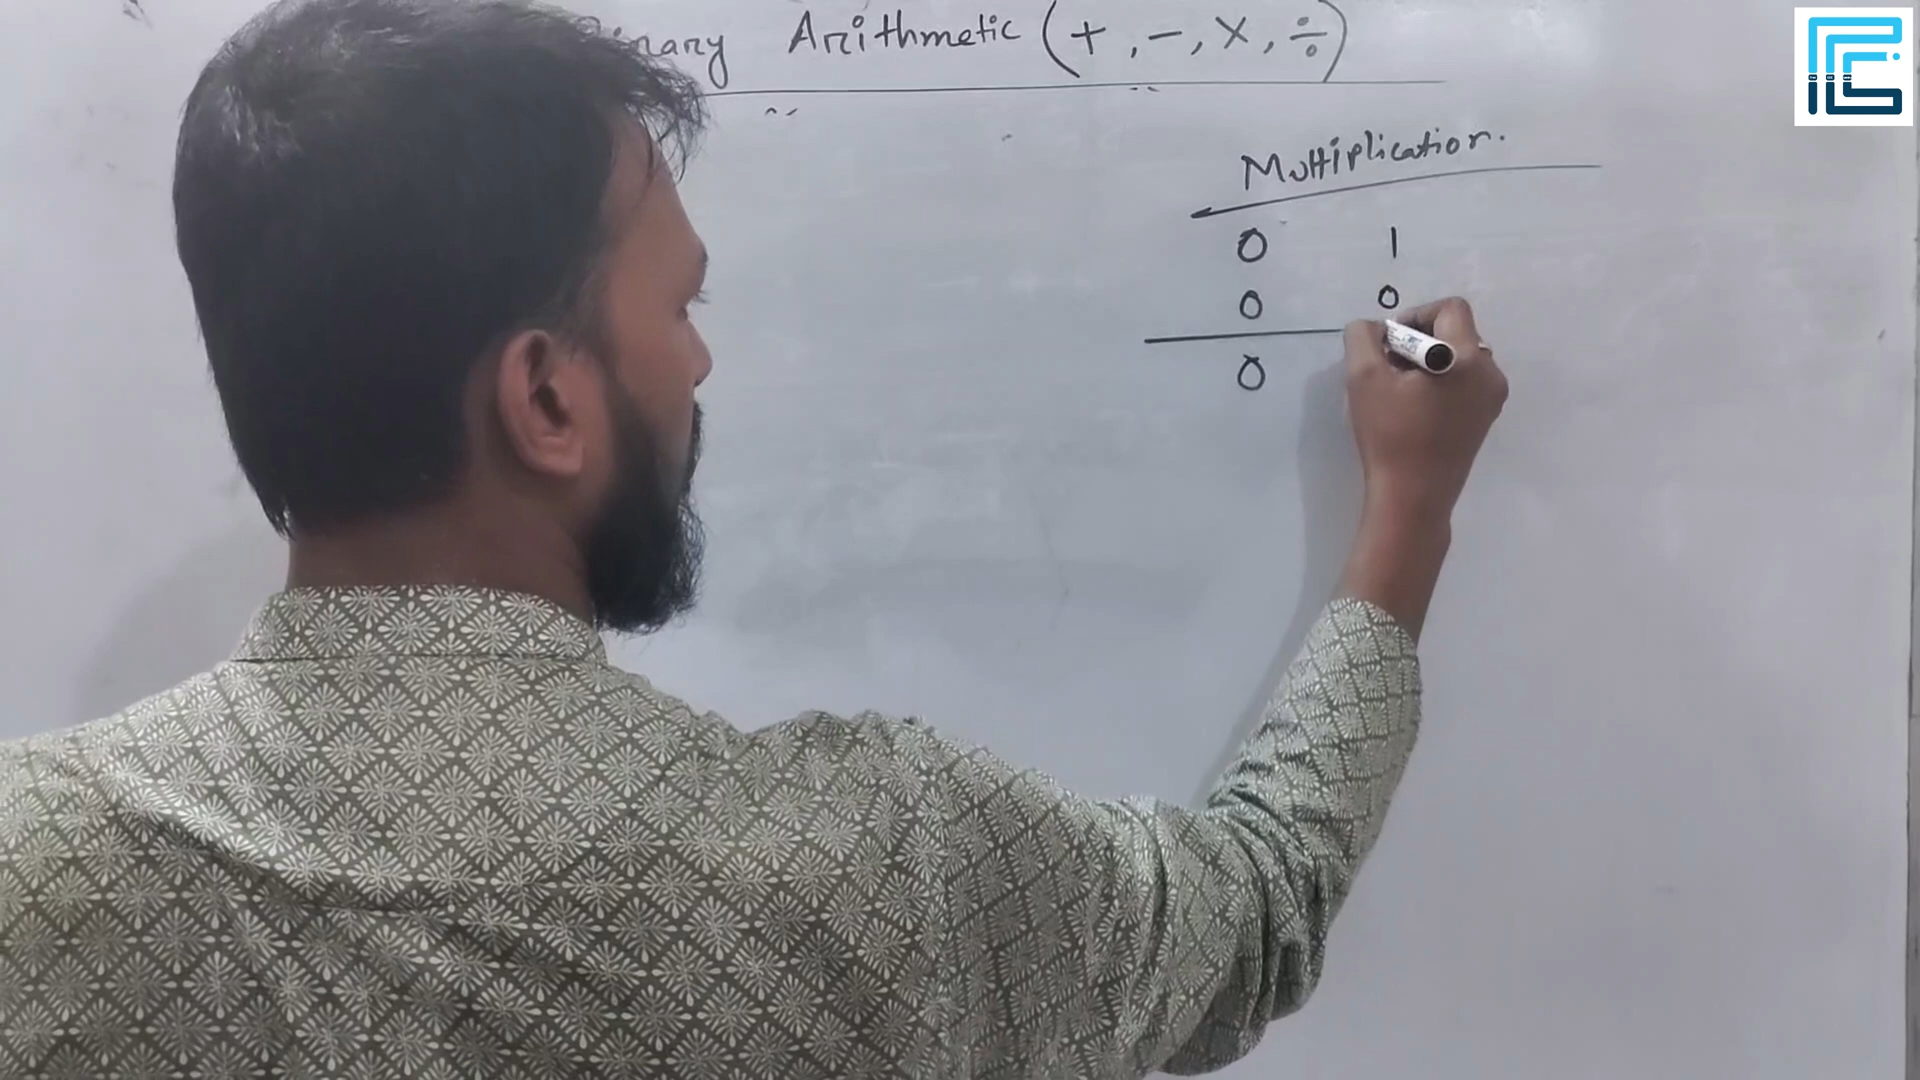 Arithmetic (+, -, ×, ÷)
Multiplication.
0 1
0 0
0